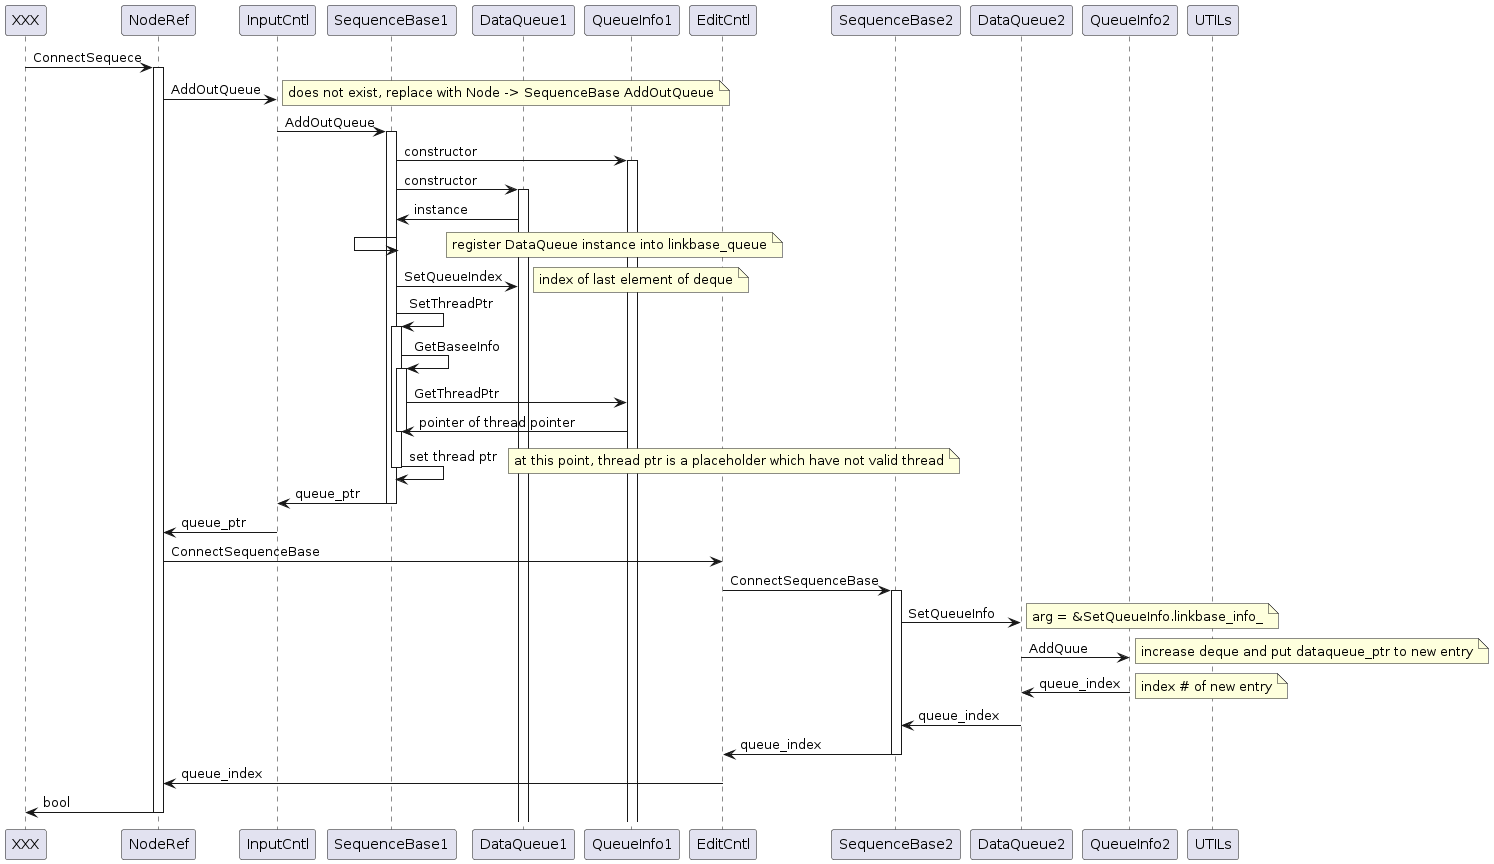 XXX
NodeRef
InputCntl
SequenceBase1
DataQueue1
QueueInfo1
EditCntl
SequenceBase2
DataQueue2
QueueInfo2
UTILs
ConnectSequece
AddOutQueue
does not exist, replace with Node -> SequenceBase AddOutQueue
AddOutQueue
constructor
constructor
instance
register DataQueue instance into linkbase_queue
SetQueueIndex
index of last element of deque
SetThreadPtr
GetBaseeInfo
GetThreadPtr
pointer of thread pointer
set thread ptr
at this point, thread ptr is a placeholder which have not valid thread
queue_ptr
queue_ptr
ConnectSequenceBase
ConnectSequenceBase
SetQueueInfo
arg = &SetQueueInfo.linkbase_info_
AddQuue
increase deque and put dataqueue_ptr to new entry
queue_index
index # of new entry
queue_index
queue_index
queue_index
bool
XXX
NodeRef
InputCntl
SequenceBase1
DataQueue1
QueueInfo1
EditCntl
SequenceBase2
DataQueue2
QueueInfo2
UTILs